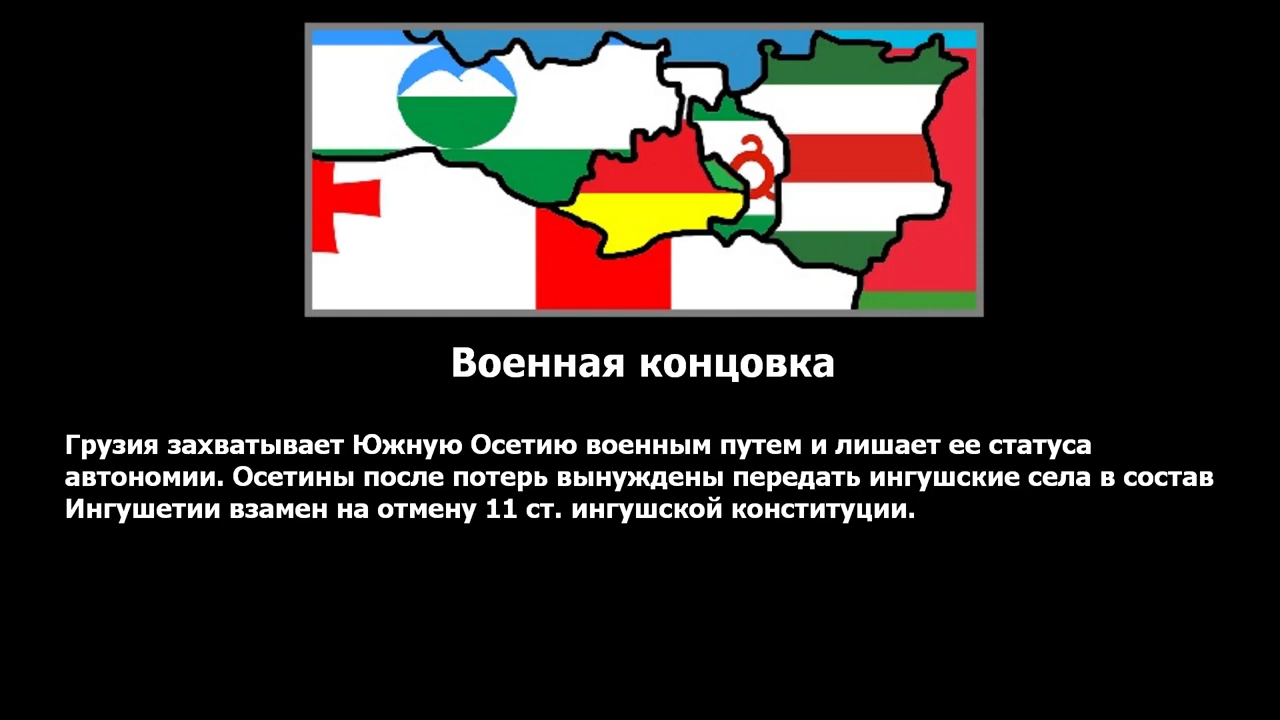 Военная концовка
Грузия захватывает Южную Осетию военным путем и лишает ее статуса
автономии. Осетины после потерь вынуждены передать ингушские села в состав
Ингушетии взамен на отмену 11 ст. ингушской конституции.